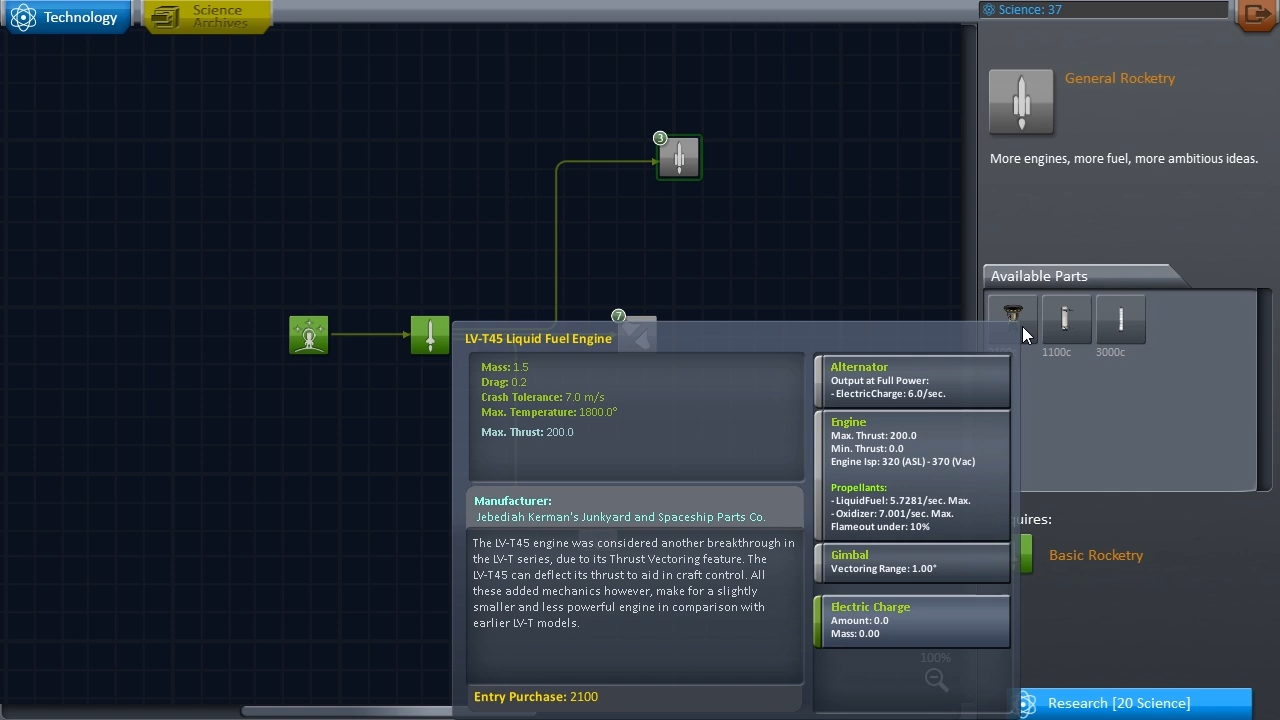 Technology
Science
Archives
Science: 37
General Rocketry
More engines, more fuel, more ambitious ideas.
3
7
Available Parts
1100c
3000c
LV-T45 Liquid Fuel Engine
Mass: 1.5
Drag: 0.2
Crash Tolerance: 7.0 m/s
Max. Temperature: 1800.0°
Max. Thrust: 200.0
Manufacturer:
Jebediah Kerman's Junkyard and Spaceship Parts Co.
The LV-T45 engine was considered another breakthrough in
the LV-T series, due to its Thrust Vectoring feature. The
LV-T45 can deflect its thrust to aid in craft control. All
these added mechanics however, make for a slightly
smaller and less powerful engine in comparison with
earlier LV-T models.
Entry Purchase: 2100
Alternator
Output at Full Power:
- ElectricCharge: 6.0/sec.
Engine
Max. Thrust: 200.0
Min. Thrust: 0.0
Engine Isp: 320 (ASL) - 370 (Vac)
Propellants:
- LiquidFuel: 5.7281/sec. Max.
- Oxidizer: 7.001/sec. Max.
Flameout under: 10%
Gimbal
Vectoring Range: 1.00°
Electric Charge
Amount: 0.0
Mass: 0.00
100%
uires:
Basic Rocketry
Research [20 Science]